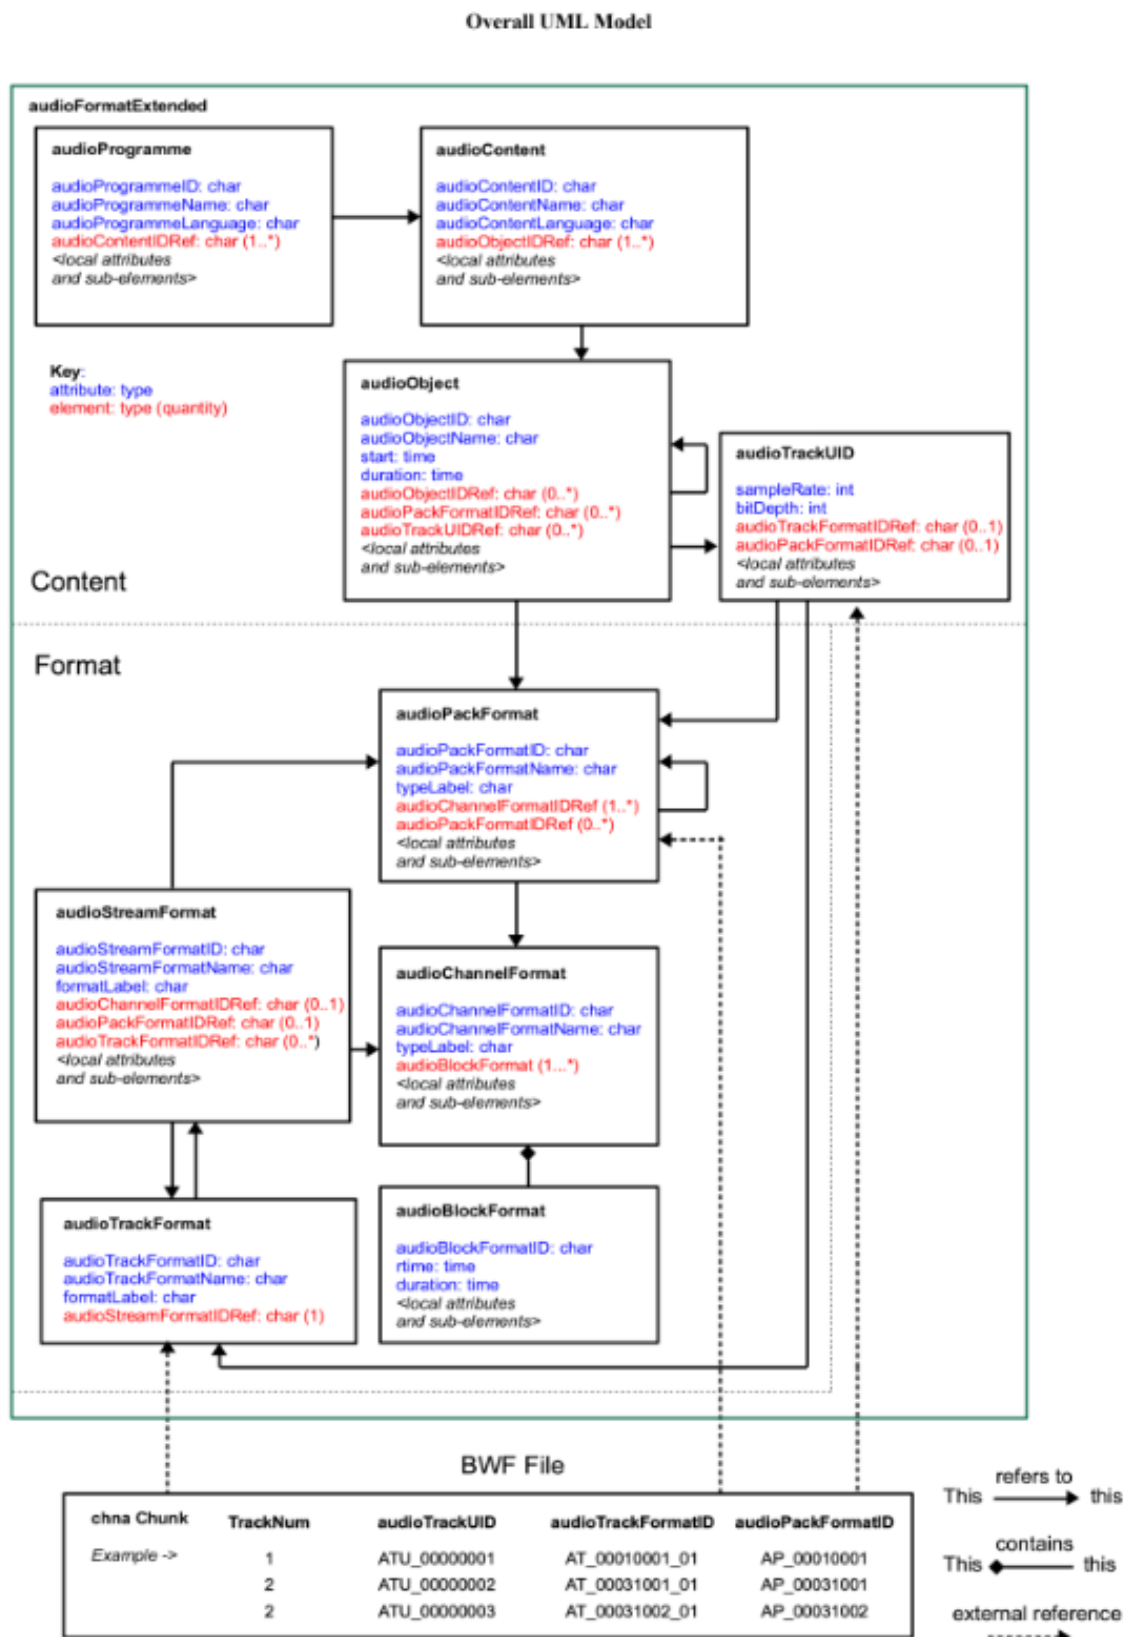 Overall UML Model
audioFormatExtended
audioProgramme
audioProgrammeID: char
audioProgrammeName: char
audioProgrammeLanguage: char
audioContentIDRef: char (1..*)
<local attributes
and sub-elements>
audioContent
audioContentID: char
audioContentName: char
audioContentLanguage: char
audioObjectIDRef: char (1..*)
<local attributes
and sub-elements>
Key:
attribute: type
element: type (quantity)
audioObject
audioObjectID: char
audioObjectName: char
start: time
duration: time
audioObjectIDRef: char (0..*)
audioPackFormatIDRef: char (0..*)
audioTrackUIDRef: char (0..*)
<local attributes
and sub-elements>
audioTrackUID
sampleRate: int
bitDepth: int
audioTrackFormatIDRef: char (0..1)
audioPackFormatIDRef: char (0..1)
<local attributes
and sub-elements>
Content
Format
audioPackFormat
audioPackFormatID: char
audioPackFormatName: char
typeLabel: char
audioChannelFormatIDRef (1..*)
audioPackFormatIDRef (0..*)
<local attributes
and sub-elements>
audioStreamFormat
audioStreamFormatID: char
audioStreamFormatName: char
formatLabel: char
audioChannelFormatIDRef: char (0..1)
audioPackFormatIDRef: char (0..1)
audioTrackFormatIDRef: char (0..*)
<local attributes
and sub-elements>
audioChannelFormat
audioChannelFormatID: char
audioChannelFormatName: char
typeLabel: char
audioBlockFormat (1...*)
<local attributes
and sub-elements>
audioTrackFormat
audioTrackFormatID: char
audioTrackFormatName: char
formatLabel: char
audioStreamFormatIDRef: char (1)
audioBlockFormat
audioBlockFormatID: char
rtime: time
duration: time
<local attributes
and sub-elements>
BWF File
chna Chunk TrackNum audioTrackUID audioTrackFormatID audioPackFormatID
Example -> 1 ATU_00000001 AT_00010001_01 AP_00010001
2 ATU_00000002 AT_00031001_01 AP_00031001
2 ATU_00000003 AT_00031002_01 AP_00031002
refers to
This this
contains
This this
external reference